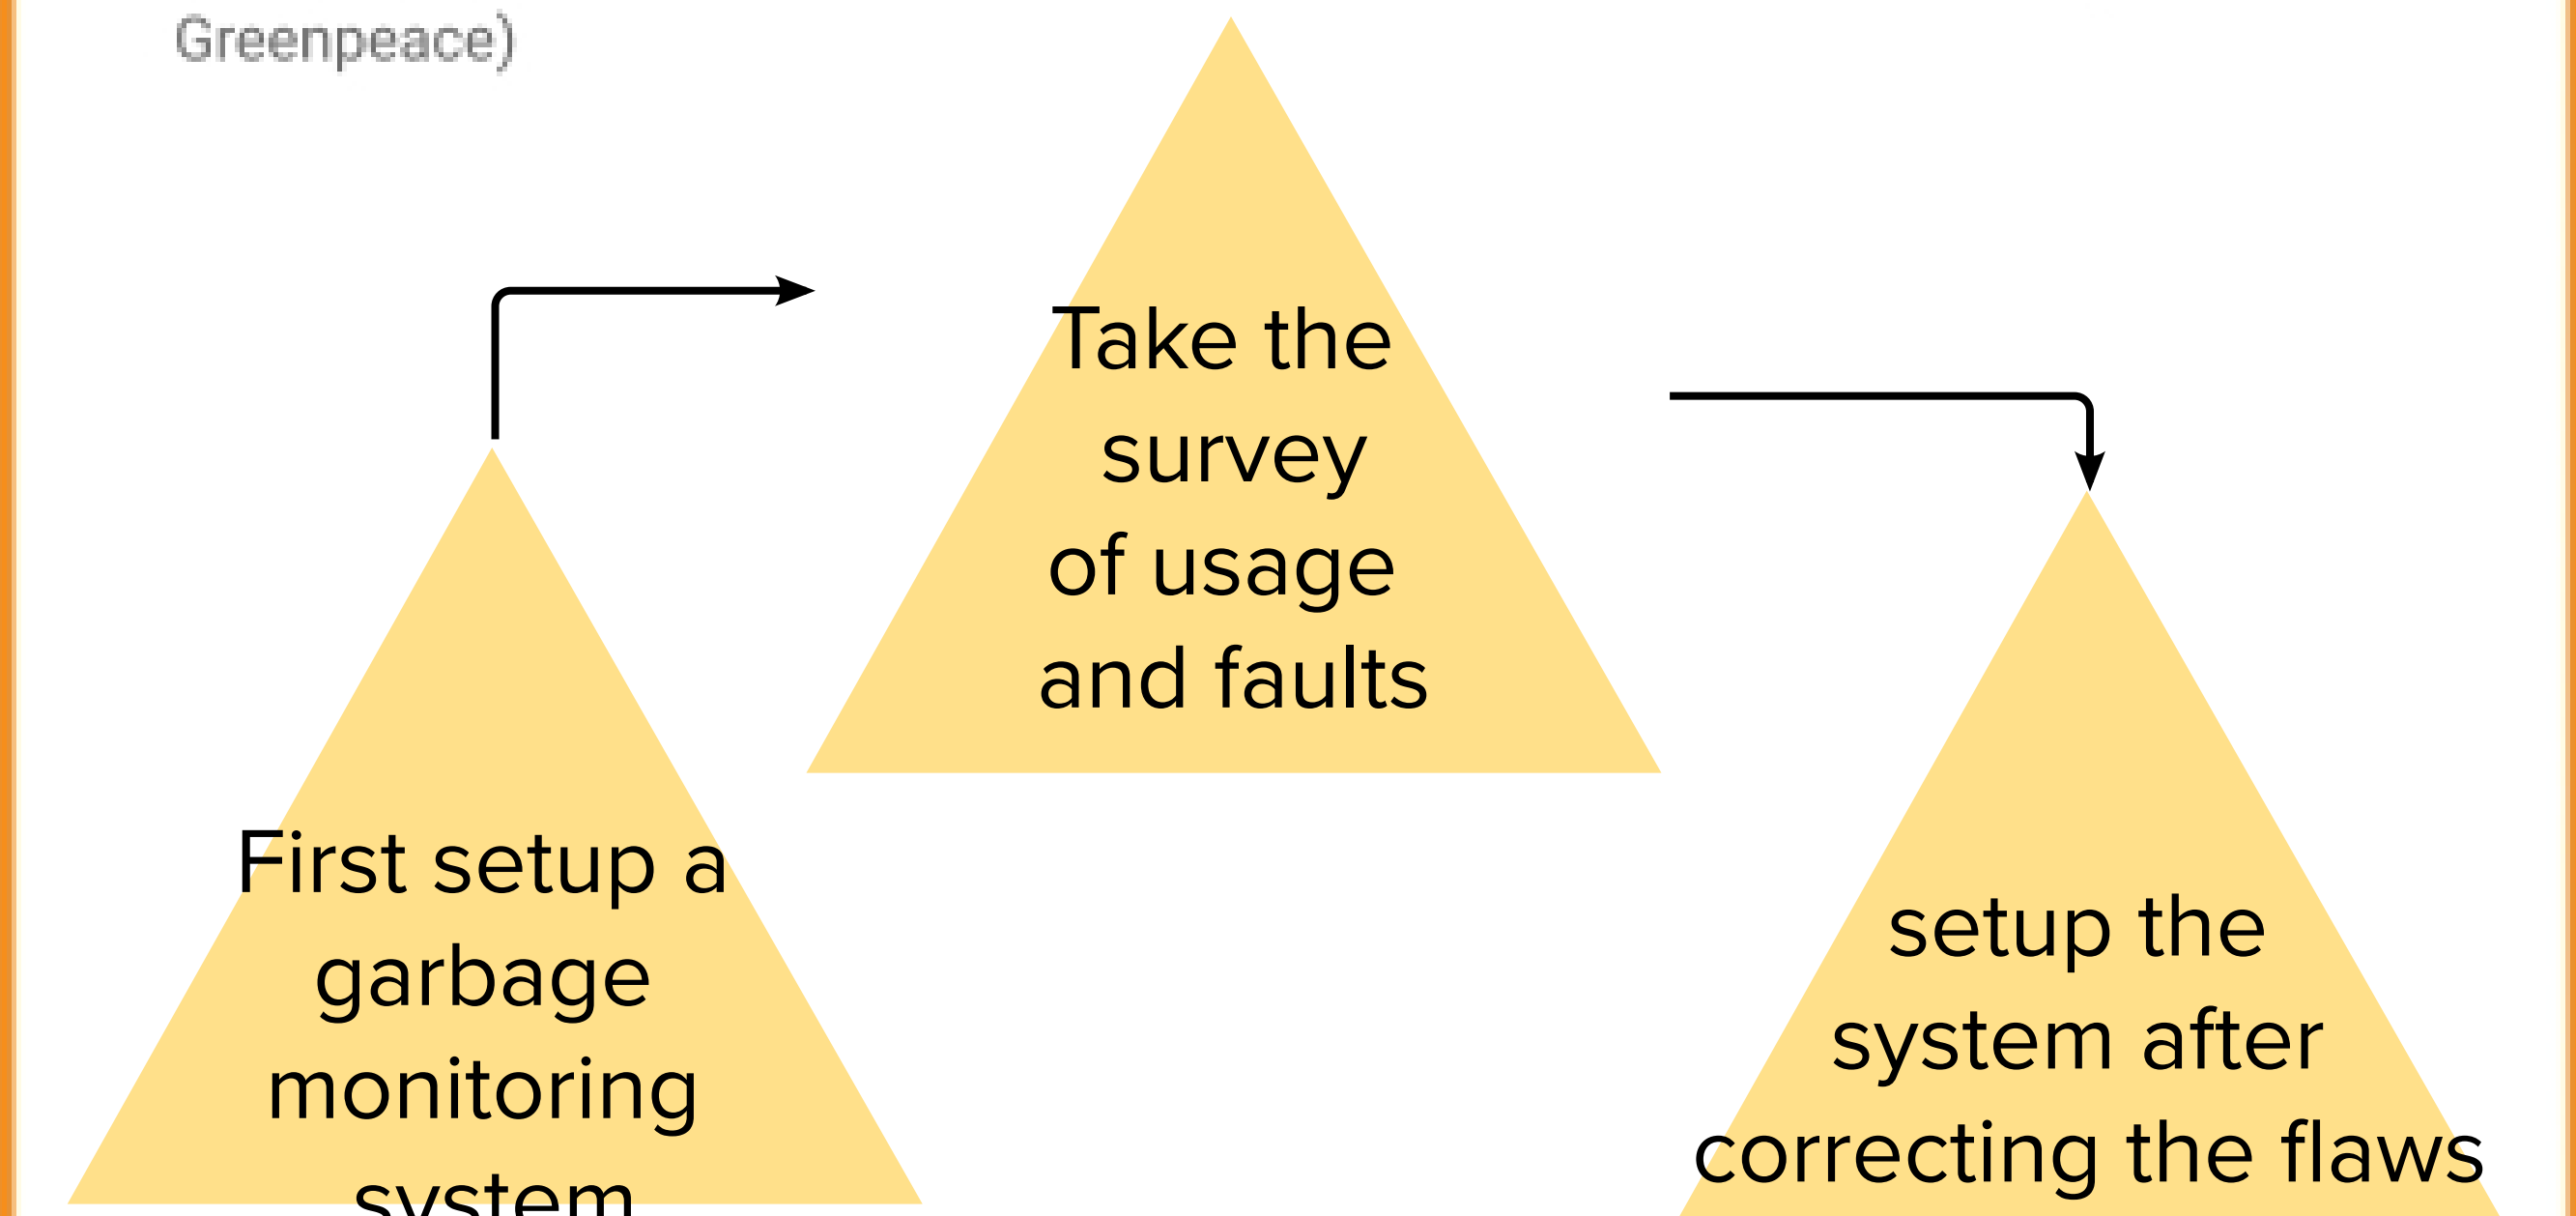 Greenpeace)
First setup a
garbage
monitoring
system
Take the
survey
of usage
and faults
setup the
system after
correcting the flaws